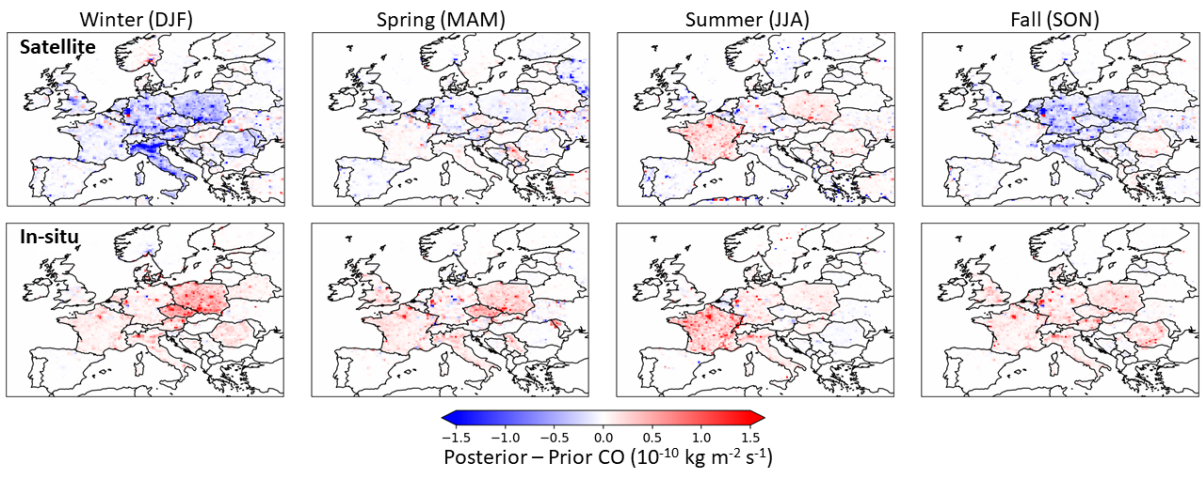 Winter (DJF) Spring (MAM) Summer (JJA) Fall (SON)
Satellite
In-situ
−1.5 −1.0 −0.5 0.0 0.5 1.0 1.5
Posterior – Prior CO (10⁻¹⁰ kg m⁻² s⁻¹)